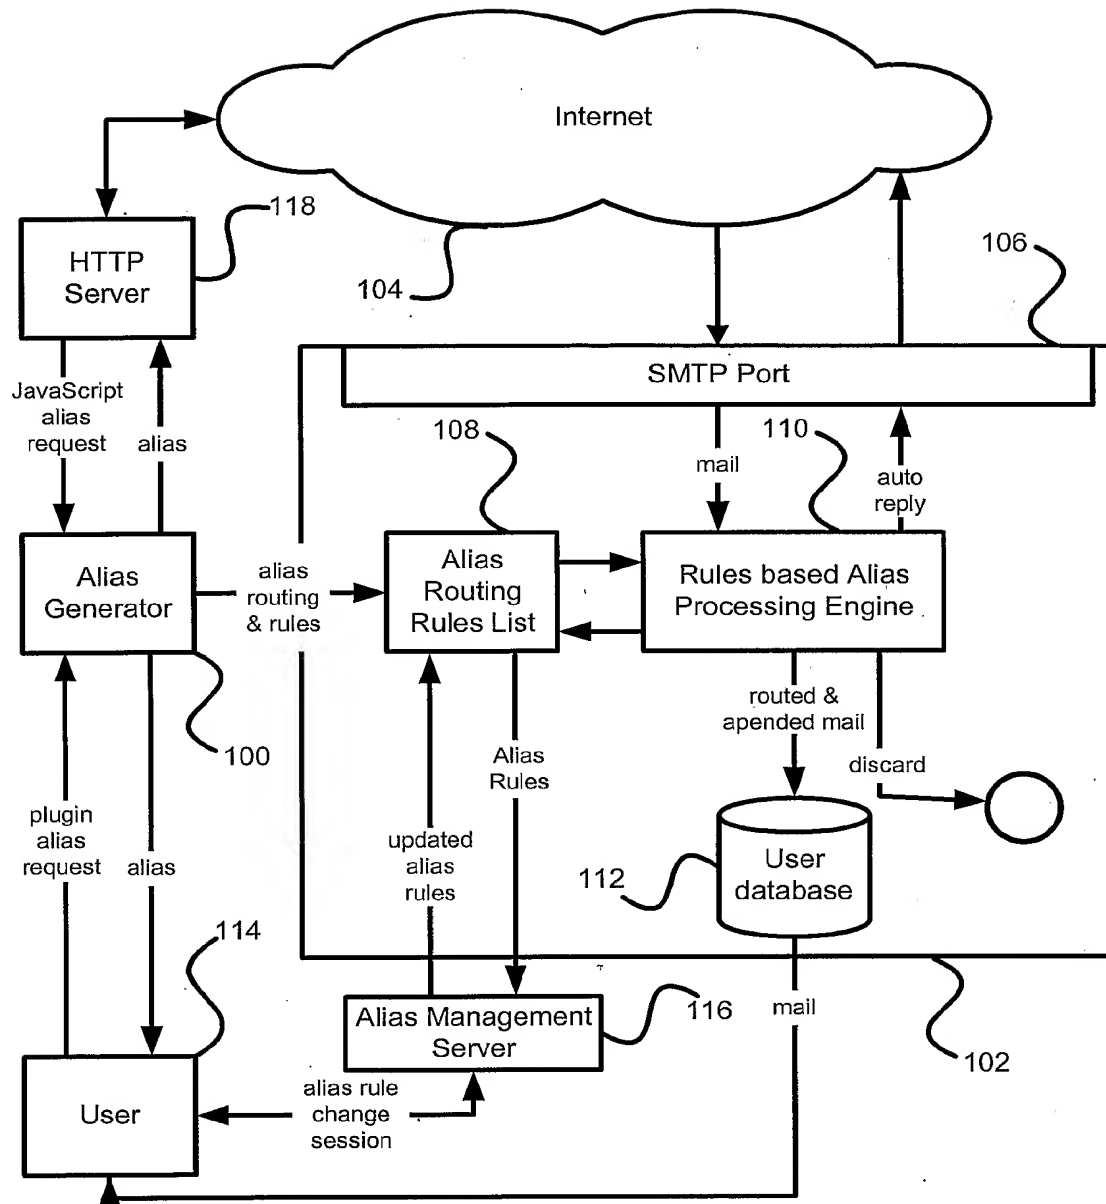 Internet
118
HTTP
Server
104
106
SMTP Port
JavaScript
alias
request
alias
108
110
mail
auto
reply
Alias
Generator
alias
routing
& rules
Alias
Routing
Rules List
Rules based Alias
Processing Engine
100
routed &
apended mail
discard
Alias
Rules
plugin
alias
request
alias
updated
alias
rules
112
User
database
114
116
mail
Alias Management
Server
102
User
alias rule
change
session